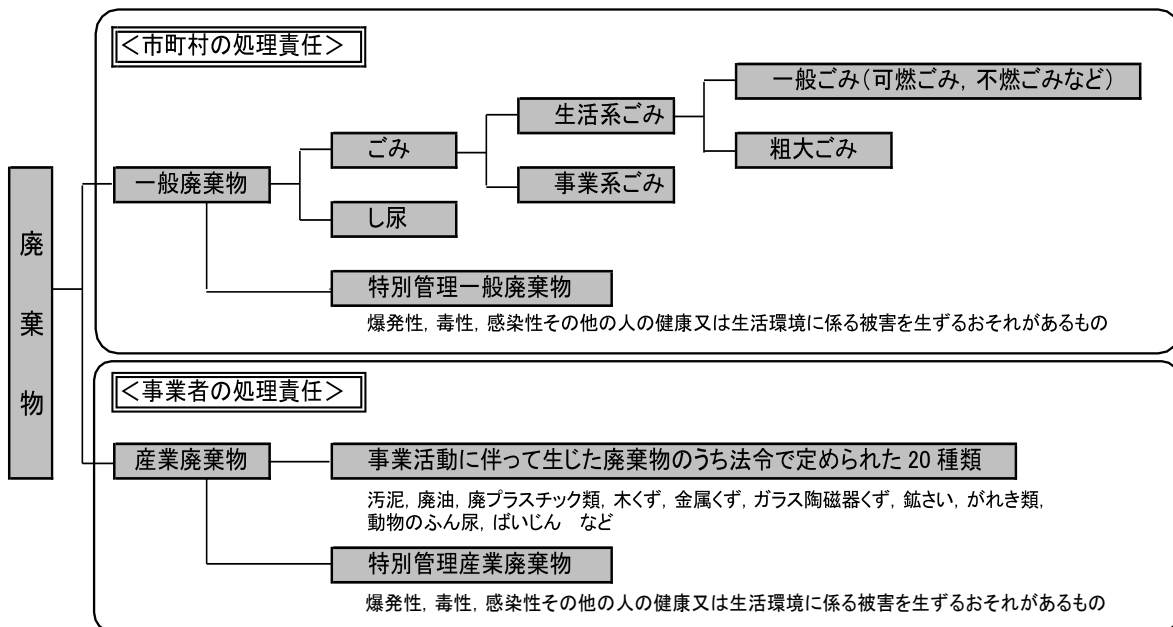 <市町村の処理責任>
一般ごみ(可燃ごみ, 不燃ごみなど)
生活系ごみ
ごみ
粗大ごみ
一般廃棄物
事業系ごみ
し尿
廃棄物
特別管理一般廃棄物
爆発性, 毒性, 感染性その他の人の健康又は生活環境に係る被害を生ずるおそれがあるもの
<事業者の処理責任>
産業廃棄物
事業活動に伴って生じた廃棄物のうち法令で定められた 20 種類
汚泥, 廃油, 廃プラスチック類, 木くず, 金属くず, ガラス陶磁器くず, 鉱さい, がれき類,
動物のふん尿, ばいじん など
特別管理産業廃棄物
爆発性, 毒性, 感染性その他の人の健康又は生活環境に係る被害を生ずるおそれがあるもの